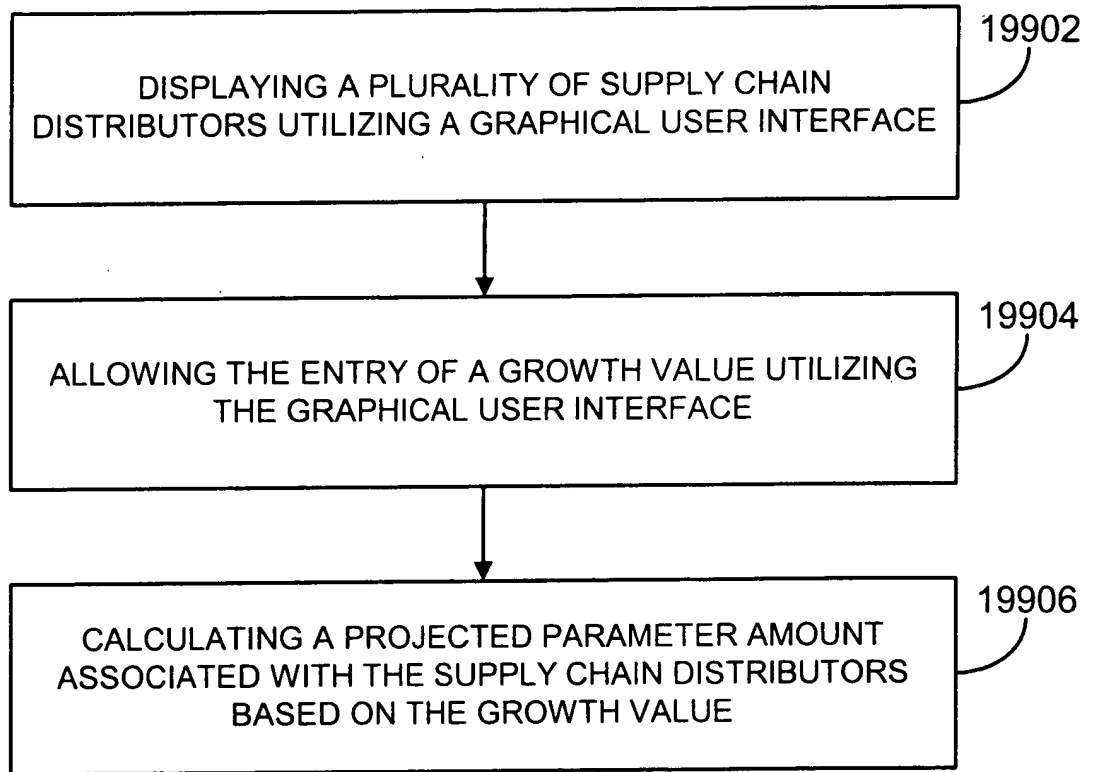 19902
DISPLAYING A PLURALITY OF SUPPLY CHAIN
DISTRIBUTORS UTILIZING A GRAPHICAL USER INTERFACE
19904
ALLOWING THE ENTRY OF A GROWTH VALUE UTILIZING
THE GRAPHICAL USER INTERFACE
19906
CALCULATING A PROJECTED PARAMETER AMOUNT
ASSOCIATED WITH THE SUPPLY CHAIN DISTRIBUTORS
BASED ON THE GROWTH VALUE